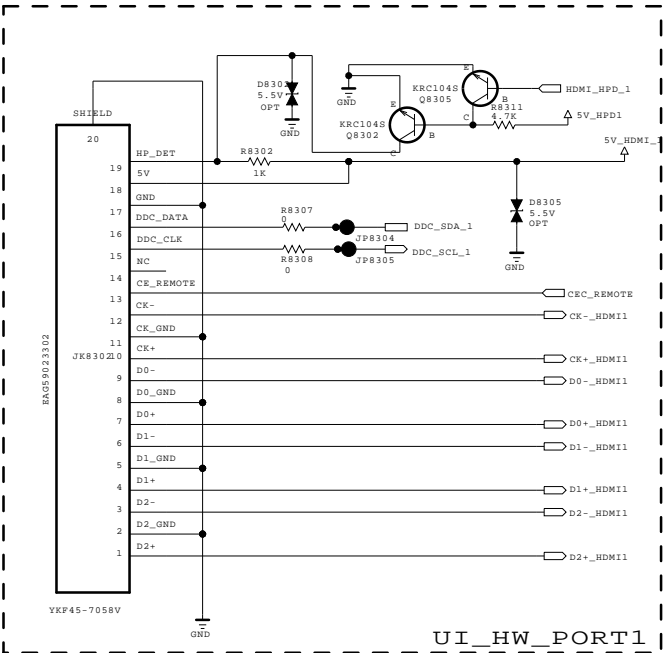 E
KRC104S
Q8305
B
C
HDMI_HPD_1
R8311
4.7K
5V_HPD1
GND
E
KRC104S
Q8302
B
C
5.5V
OPT
GND
5V_HDMI_1
SHIELD
20
19
HP_DET
R8302
1K
18
5V
17
GND
16
DDC_DATA
R8307
0
JP8304
DDC_SDA_1
15
DDC_CLK
R8308
0
JP8305
DDC_SCL_1
D8305
5.5V
OPT
GND
14
NC
13
CE_REMOTE
CEC_REMOTE
12
CK-
CK-_HDMI1
11
CK_GND
10
CK+
CK+_HDMI1
JK8302
EAG59023302
9
D0-
D0-_HDMI1
8
D0_GND
7
D0+
D0+_HDMI1
6
D1-
D1-_HDMI1
5
D1_GND
4
D1+
D1+_HDMI1
3
D2-
D2-_HDMI1
2
D2_GND
1
D2+
D2+_HDMI1
YKF45-7058V
GND
UI_HW_PORT1